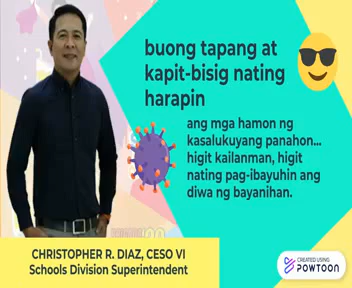 buong tapang at
kapit-bisig nating
harapin
ang mga hamon ng
kasalukuyang panahon...
higit kailanman, higit
nating pag-ibayuhin ang
diwa ng bayanihan.
CHRISTOPHER R. DIAZ, CESO VI
Schools Division Superintendent
CREATED USING
POWTOON